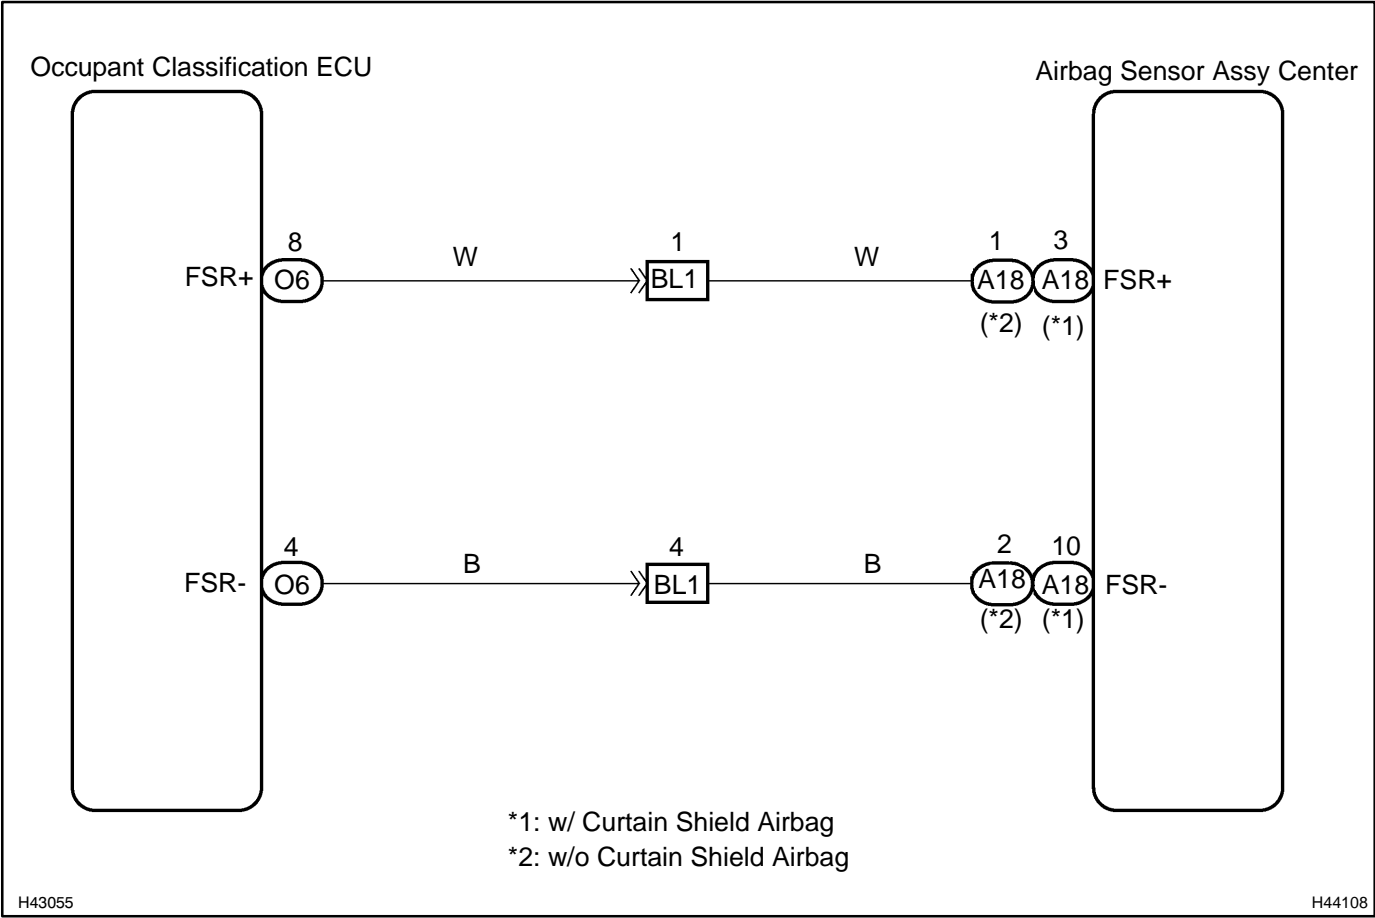 Occupant Classification ECU
Airbag Sensor Assy Center
8 1 1 3
FSR+ O6 W BL1 W A18 A18 FSR+
(*2) (*1)
4 4 2 10
FSR- O6 B BL1 B A18 A18 FSR-
(*2) (*1)
*1: w/ Curtain Shield Airbag
*2: w/o Curtain Shield Airbag
H43055 H44108